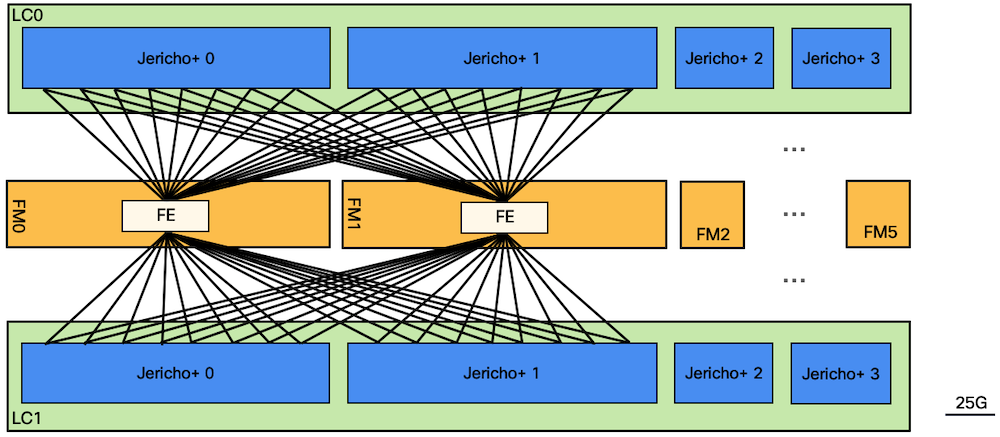 LC0
Jericho+ 0
Jericho+ 1
Jericho+ 2
Jericho+ 3
...
FM0
FE
FM1
FE
FM2
...
FM5
...
Jericho+ 0
Jericho+ 1
Jericho+ 2
Jericho+ 3
LC1
25G